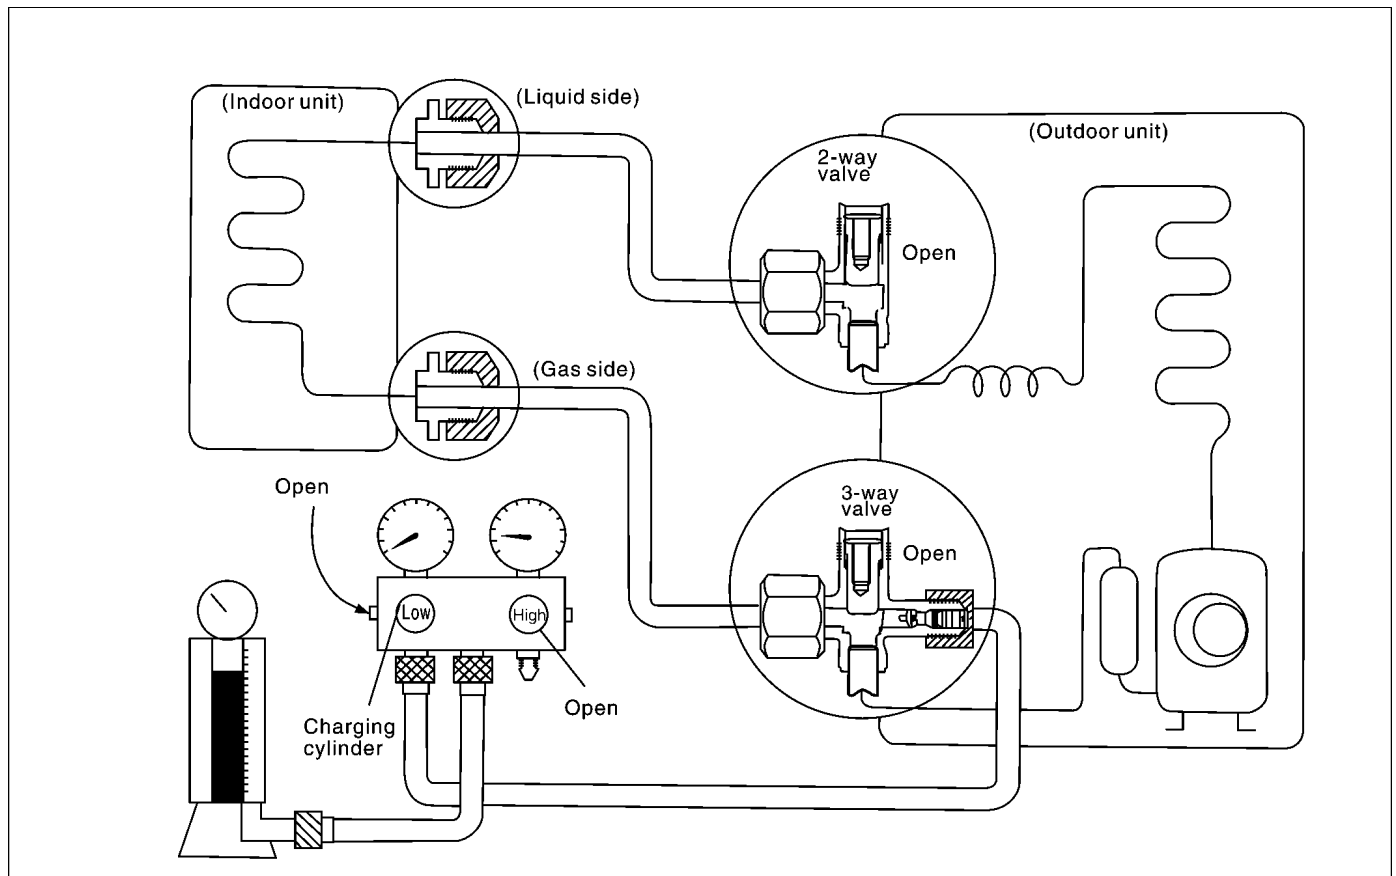 (Indoor unit)
(Liquid side)
(Outdoor unit)
2-way
valve
Open
(Gas side)
3-way
valve
Open
Open
Low
High
Open
Charging
cylinder